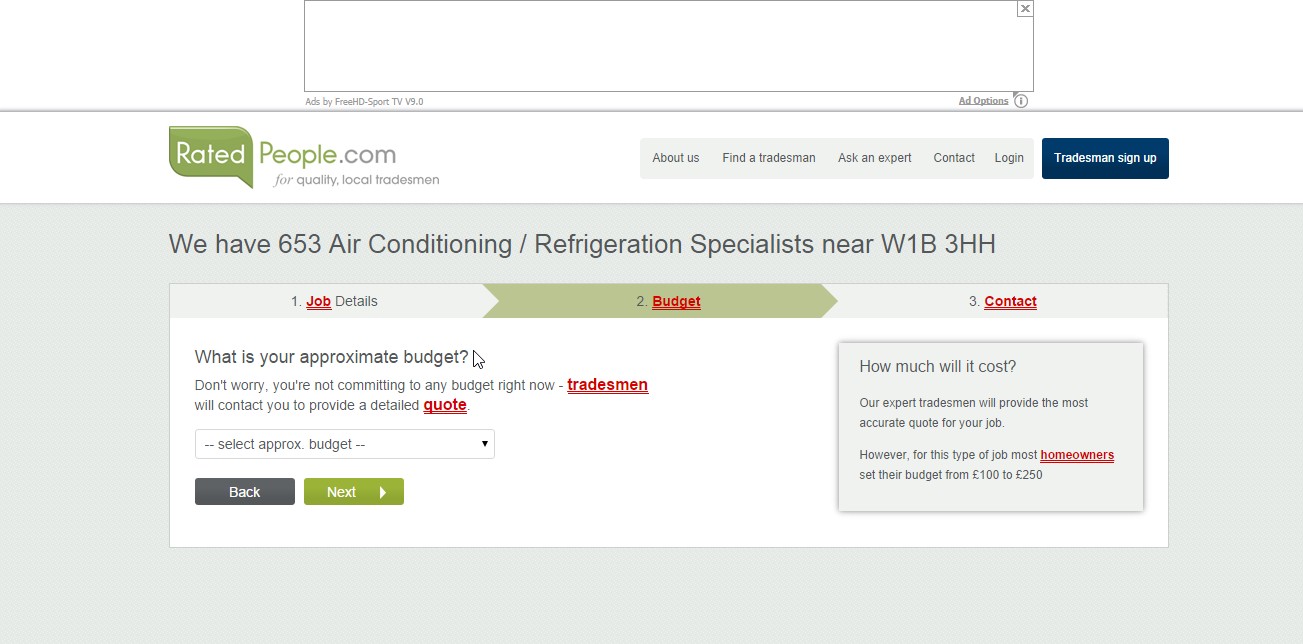 Ads by FreeHD-Sport TV V9.0
Ad Options
Rated People.com
for quality, local tradesmen
About us
Find a tradesman
Ask an expert
Contact
Login
Tradesman sign up
We have 653 Air Conditioning / Refrigeration Specialists near W1B 3HH
1. Job Details
2. Budget
3. Contact
What is your approximate budget?
Don't worry, you're not committing to any budget right now - tradesmen
will contact you to provide a detailed quote.
-- select approx. budget --
Back
Next
How much will it cost?
Our expert tradesmen will provide the most
accurate quote for your job.
However, for this type of job most homeowners
set their budget from £100 to £250